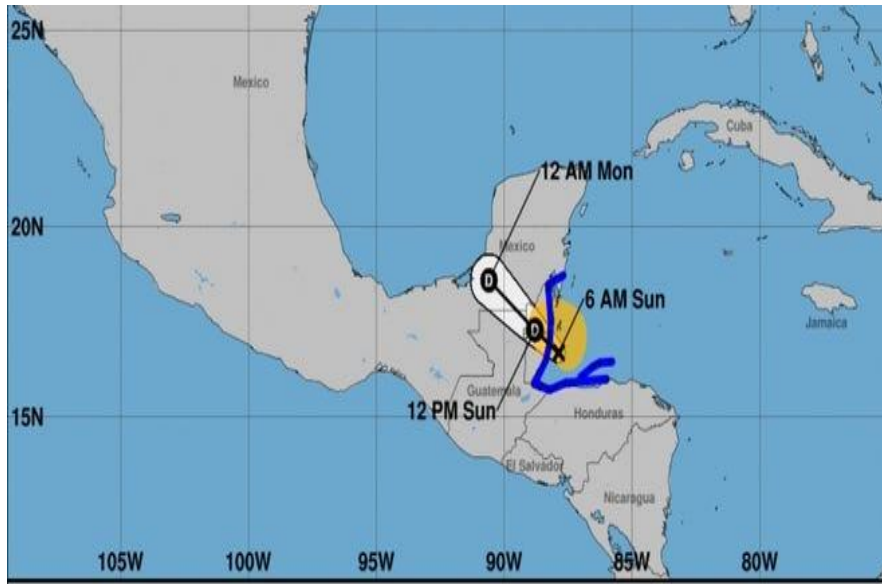 25N
Mexico
Cuba
12 AM Mon
20N
Mexico
D
6 AM Sun
D
Jamaica
Guatemala
12 PM Sun
15N
Honduras
El Salvador
Nicaragua
105W 100W 95W 90W 85W 80W